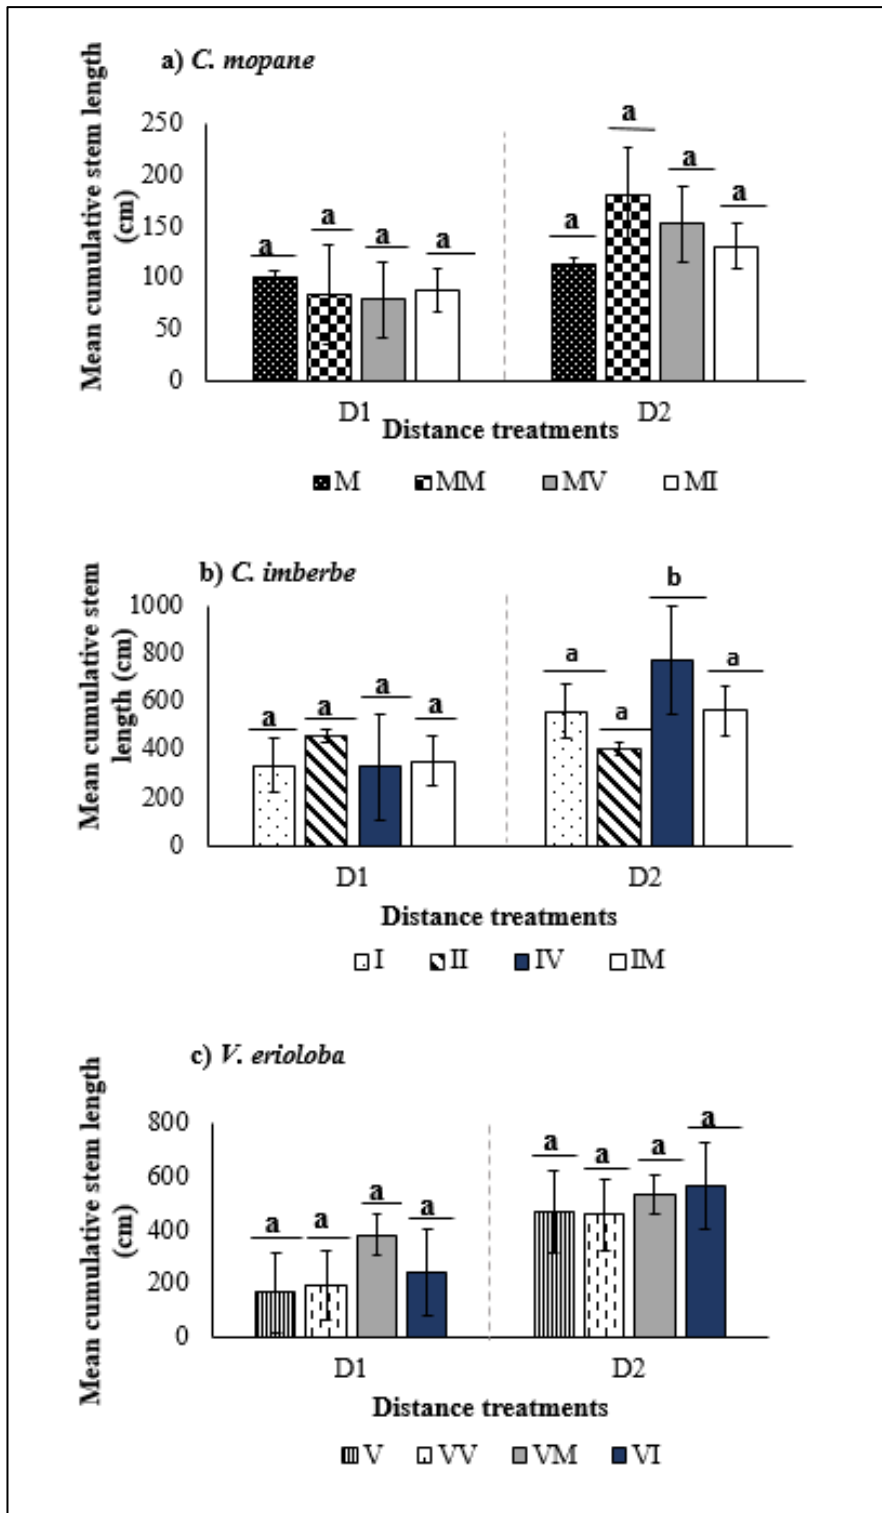 a) C. mopane
Mean cumulative stem length
(cm)
250
200
150
100
50
0
a a a a a a a a
D1 D2
Distance treatments
M MM MV MI
b) C. imberbe
Mean cumulative stem
length (cm)
1000
800
600
400
200
0
a a a a a a b a
D1 D2
Distance treatments
I II IV IM
c) V. erioloba
Mean cumulative stem length
(cm)
800
600
400
200
0
a a a a a a a a
D1 D2
Distance treatments
V VV VM VI